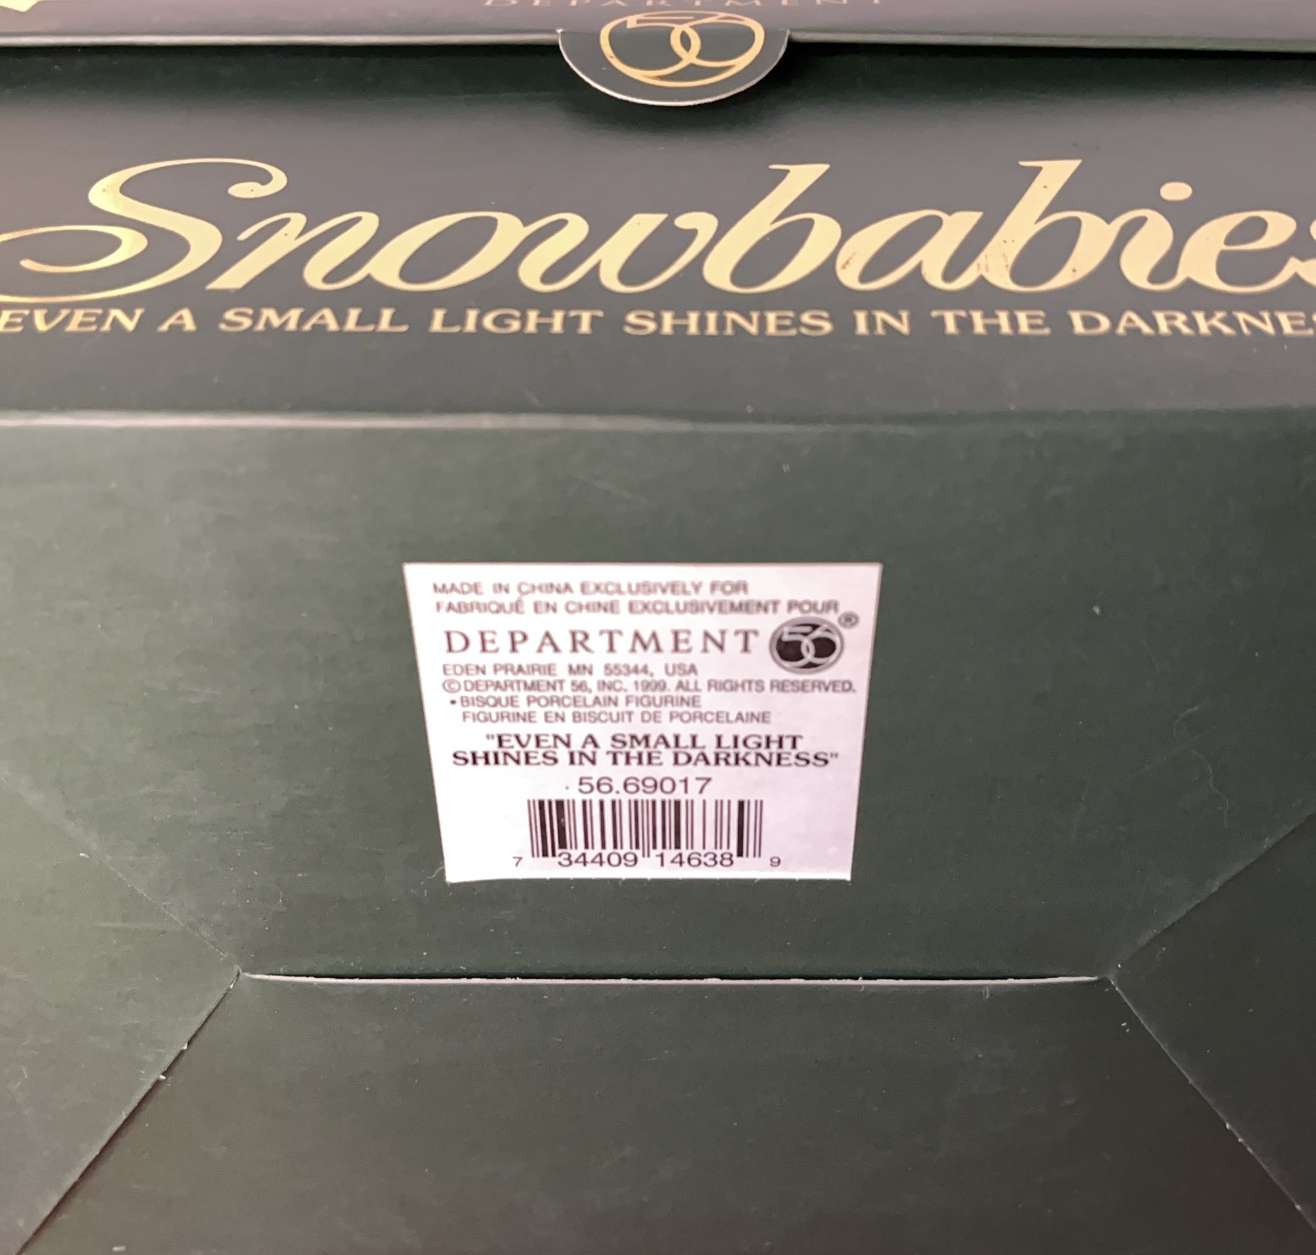 DEPARTMENT
56
Snowbabies
EVEN A SMALL LIGHT SHINES IN THE DARKNE
MADE IN CHINA EXCLUSIVELY FOR
FABRIQUÉ EN CHINE EXCLUSIVEMENT POUR
DEPARTMENT 56®
EDEN PRAIRIE MN 55344, USA
© DEPARTMENT 56, INC. 1999. ALL RIGHTS RESERVED.
• BISQUE PORCELAIN FIGURINE
FIGURINE EN BISCUIT DE PORCELAINE
"EVEN A SMALL LIGHT
SHINES IN THE DARKNESS"
56.69017
7 34409 14638 9